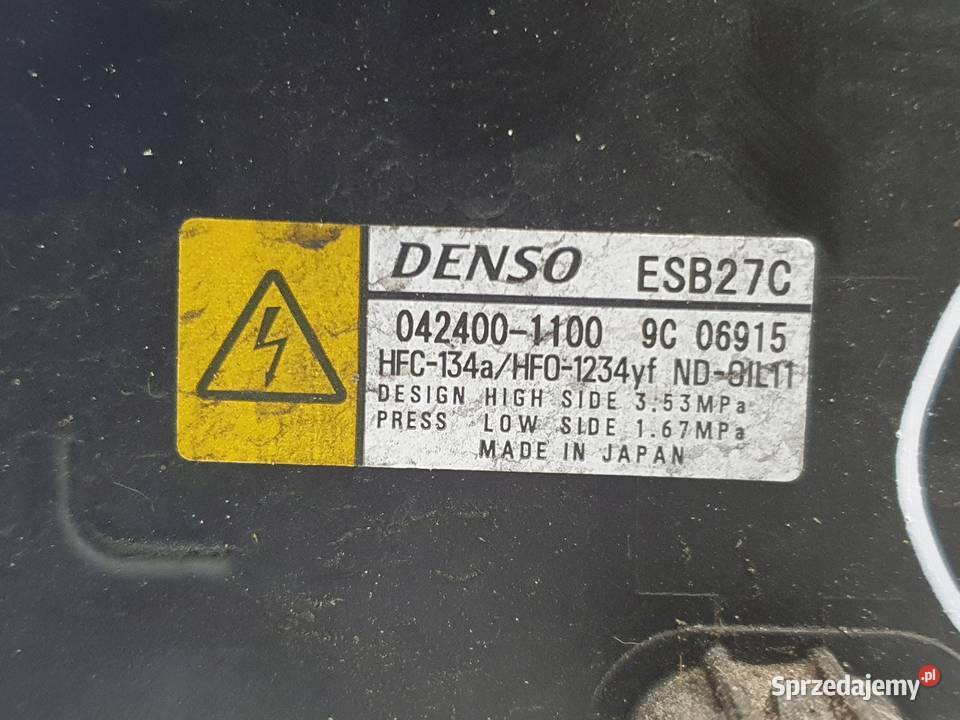 DENSO ESB27C
042400-1100 9C 06915
HFC-134a/HFO-1234yf ND-OIL11
DESIGN HIGH SIDE 3.53MPa
PRESS LOW SIDE 1.67MPa
MADE IN JAPAN
Sprzedajemy.pl